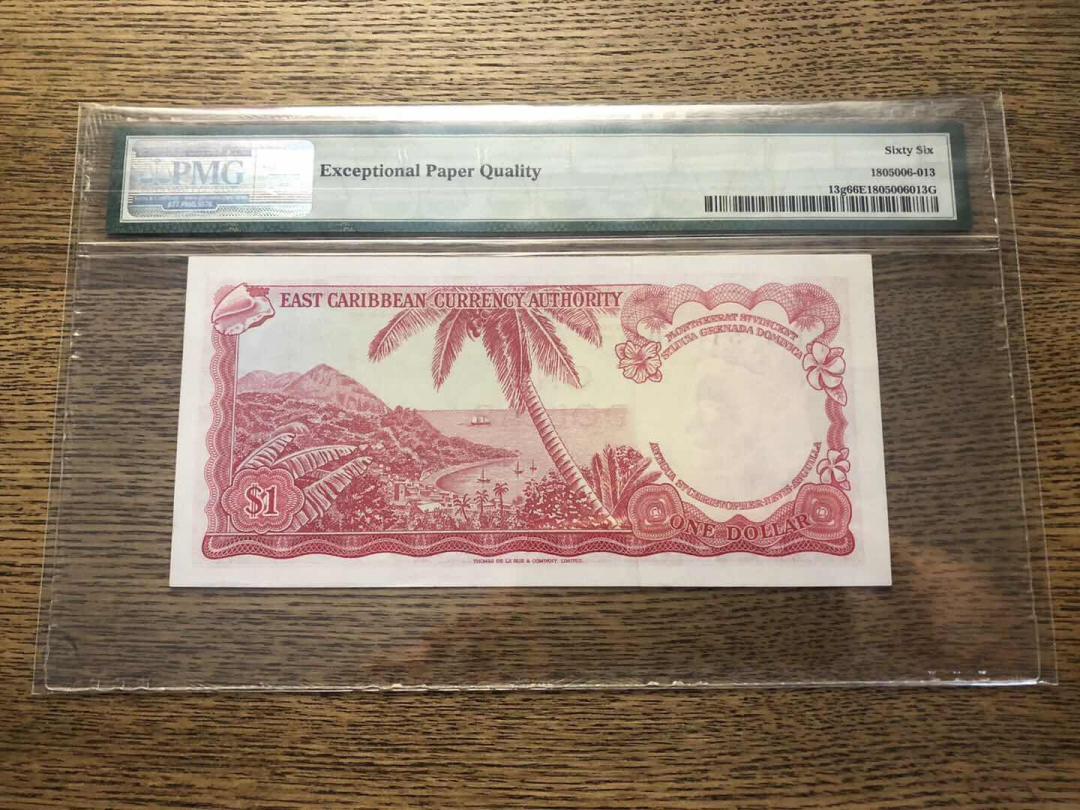 PMG
Exceptional Paper Quality
Sixty Six
1805006-013
13g66E1805006013G
EAST CARIBBEAN CURRENCY AUTHORITY
MONTSERRAT ST VINCENT
ST LUCIA GRENADA DOMINICA
ANTIGUA ST CHRISTOPHER-NEVIS-ANGUILLA
$1
ONE DOLLAR
THOMAS DE LA RUE & COMPANY, LIMITED.